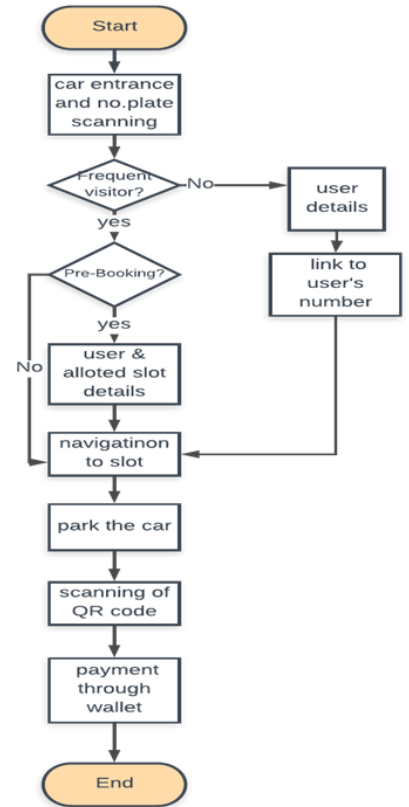 Start
car entrance
and no.plate
scanning
Frequent
visitor?
No
user
details
yes
link to
user's
number
Pre-Booking?
yes
No
user &
alloted slot
details
navigatinon
to slot
park the car
scanning of
QR code
payment
through
wallet
End